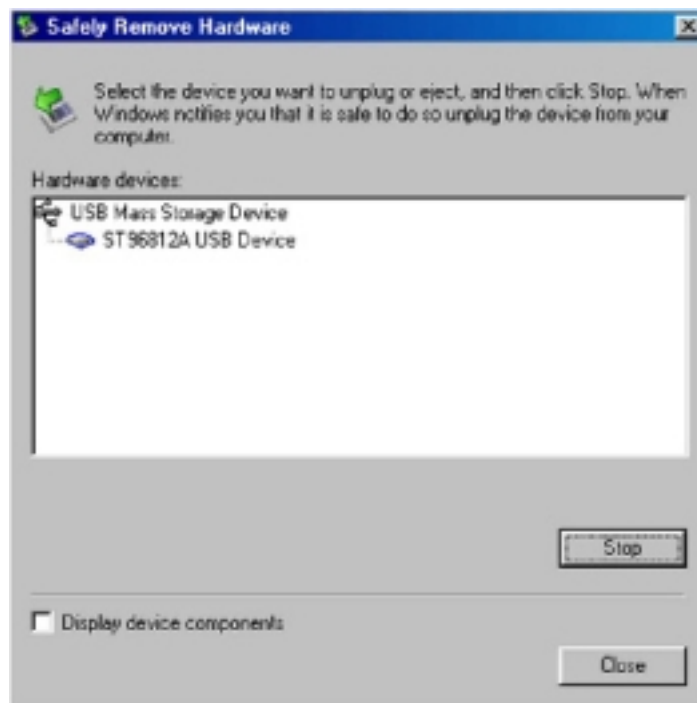 Safely Remove Hardware
Select the device you want to unplug or eject, and then click Stop. When
Windows notifies you that it is safe to do so unplug the device from your
computer.
Hardware devices:
USB Mass Storage Device
ST96812A USB Device
Stop
Display device components
Close